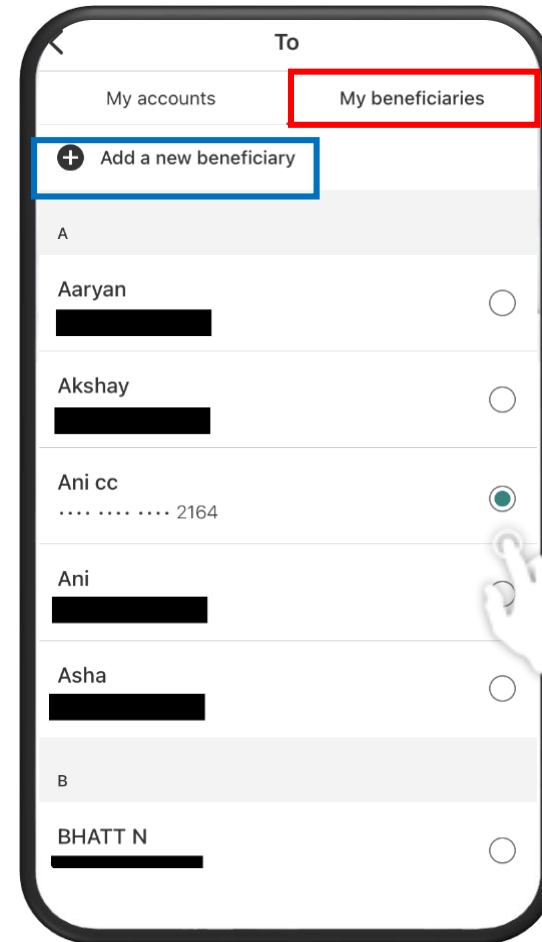 To
My accounts My beneficiaries
Add a new beneficiary
A
Aaryan
Akshay
Ani cc
.... .... .... 2164
Ani
Asha
B
BHATT N